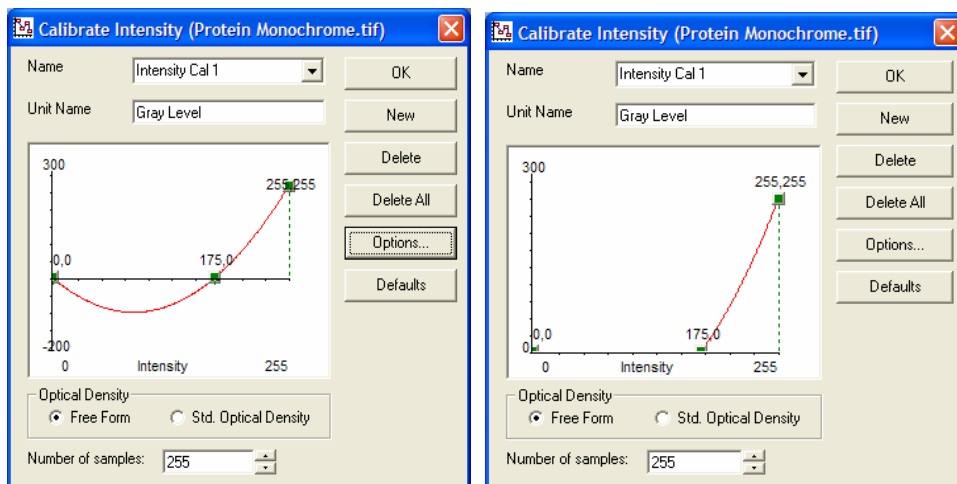 Calibrate Intensity (Protein Monochrome.tif)
Name
Intensity Cal 1
OK
Unit Name
Gray Level
New
Delete
Delete All
Options...
Defaults
300
255,255
0,0
175,0
-200
0
Intensity
255
Optical Density
Free Form
Std. Optical Density
Number of samples:
255
Calibrate Intensity (Protein Monochrome.tif)
Name
Intensity Cal 1
OK
Unit Name
Gray Level
New
Delete
Delete All
Options...
Defaults
300
255,255
0,0
175,0
0
0
Intensity
255
Optical Density
Free Form
Std. Optical Density
Number of samples:
255